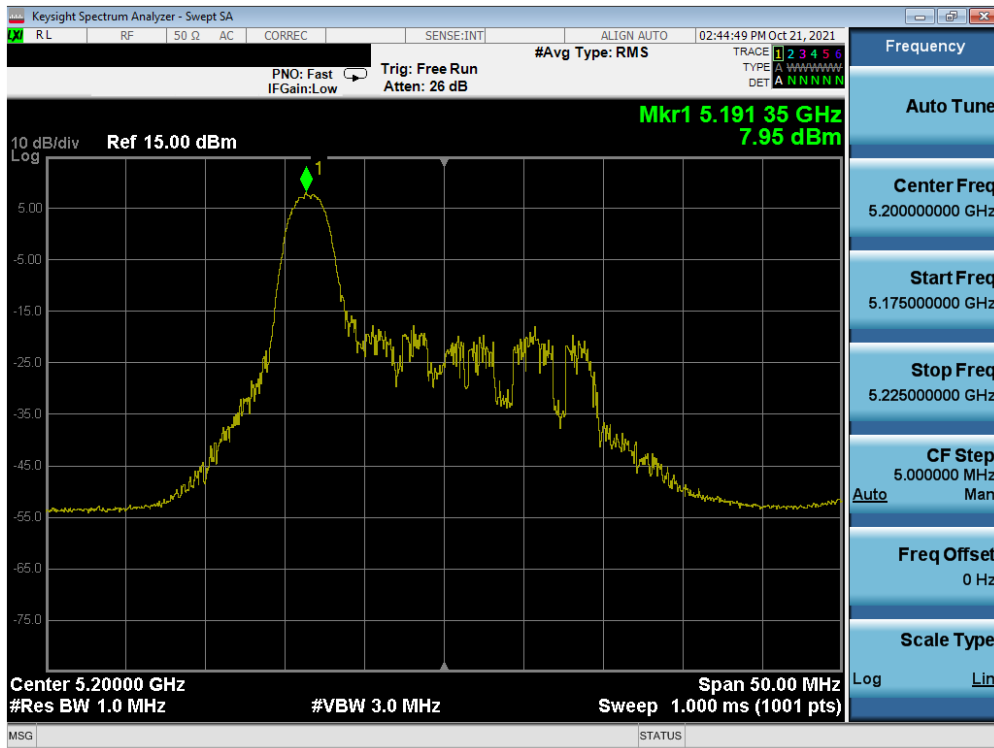 Keysight Spectrum Analyzer - Swept SA
LXI RL RF 50 Ω AC CORREC SENSE:INT ALIGN AUTO 02:44:49 PM Oct 21, 2021
#Avg Type: RMS
TRACE 1 2 3 4 5 6
TYPE A WWWWW
DET A N N N N N
PNO: Fast
IFGain:Low
Trig: Free Run
Atten: 26 dB
Mkr1 5.191 35 GHz
7.95 dBm
10 dB/div
Log
Ref 15.00 dBm
1
5.00
-5.00
-15.0
-25.0
-35.0
-45.0
-55.0
-65.0
-75.0
Center 5.20000 GHz
Span 50.00 MHz
#Res BW 1.0 MHz
#VBW 3.0 MHz
Sweep 1.000 ms (1001 pts)
MSG
STATUS
Frequency
Auto Tune
Center Freq
5.200000000 GHz
Start Freq
5.175000000 GHz
Stop Freq
5.225000000 GHz
CF Step
5.000000 MHz
Auto Man
Freq Offset
0 Hz
Scale Type
Log Lin